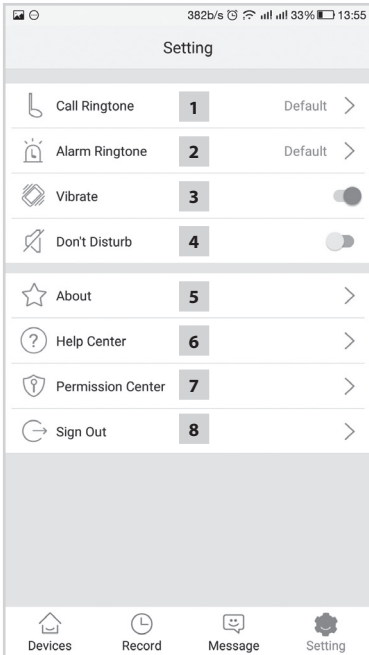 382b/s 33% 13:55
Setting
Call Ringtone 1 Default
Alarm Ringtone 2 Default
Vibrate 3
Don't Disturb 4
About 5
Help Center 6
Permission Center 7
Sign Out 8
Devices Record Message Setting